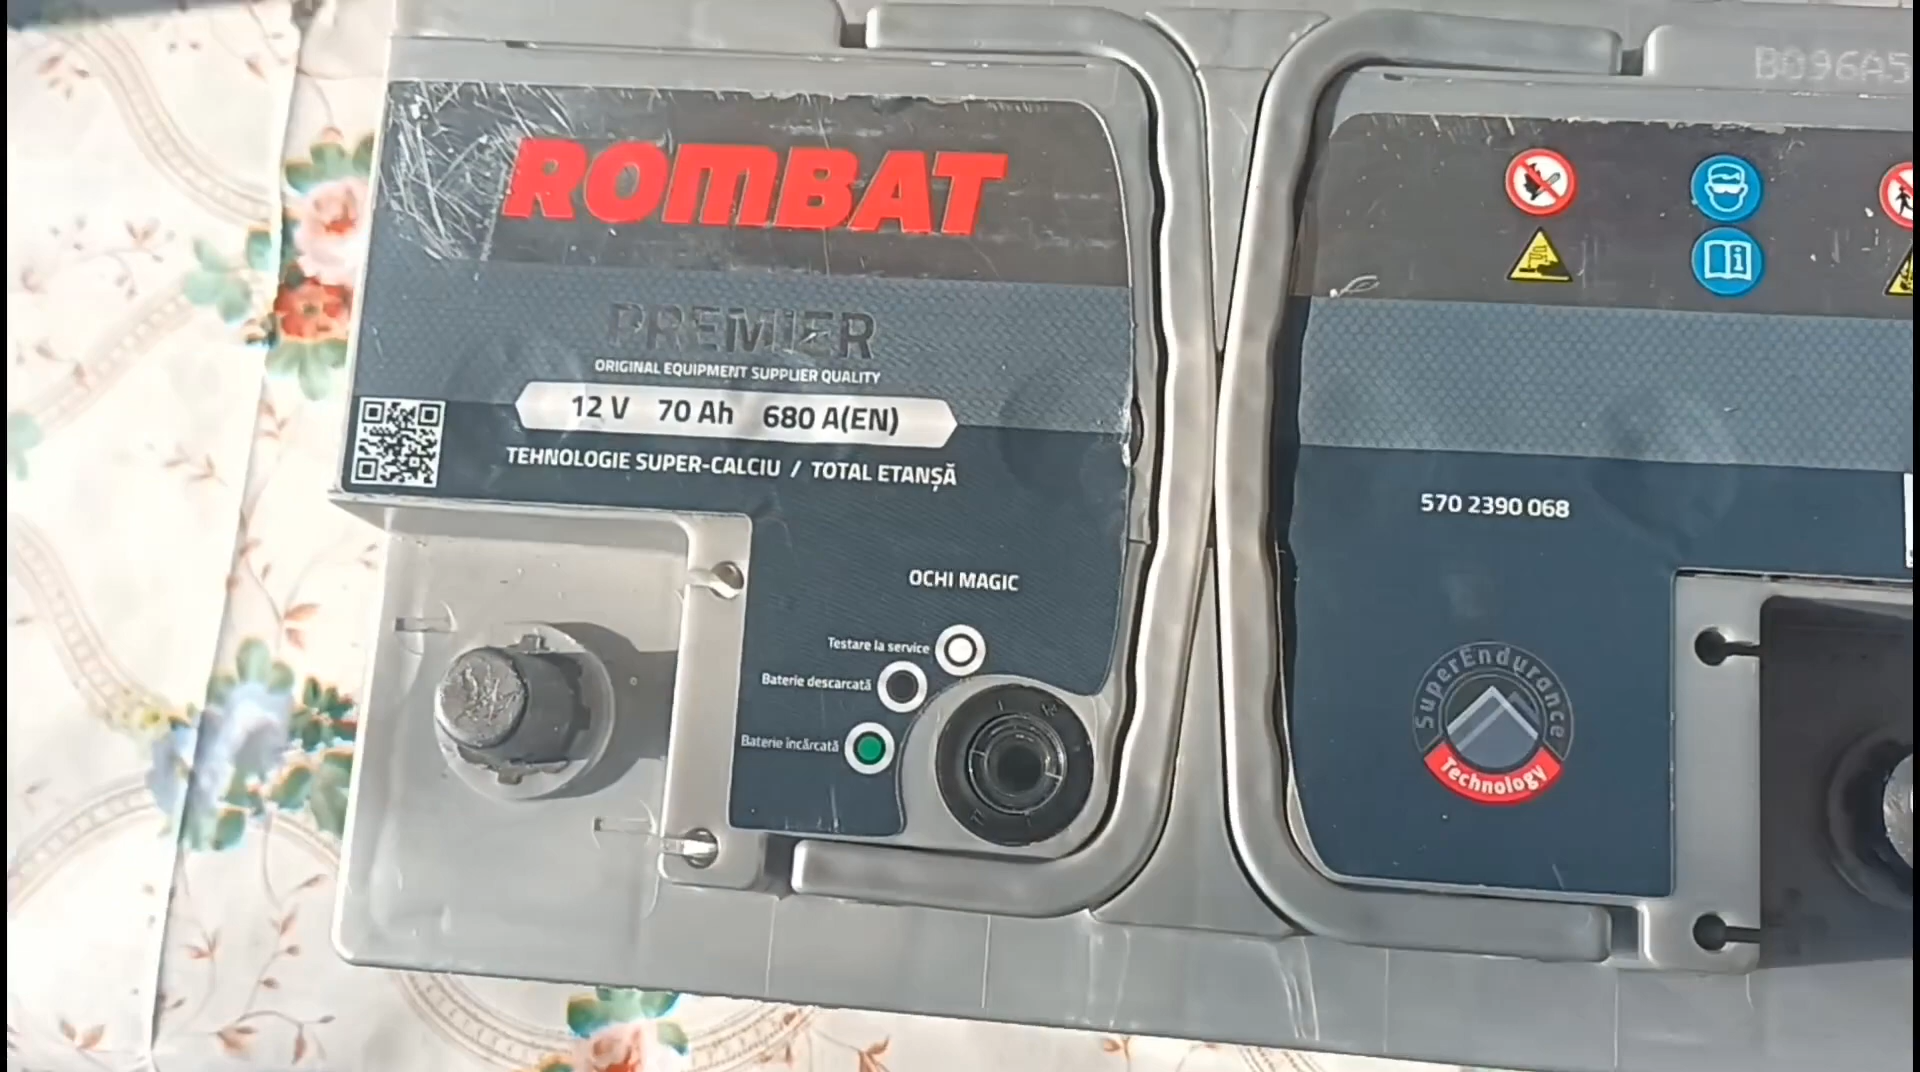 ROMBAT
PREMIER
ORIGINAL EQUIPMENT SUPPLIER QUALITY
12 V 70 Ah 680 A(EN)
TEHNOLOGIE SUPER-CALCIU / TOTAL ETANȘĂ
OCHI MAGIC
Testare la service
Baterie descarcată
Baterie încărcată
B096A5
570 2390 068
SuperEndurance
Technology